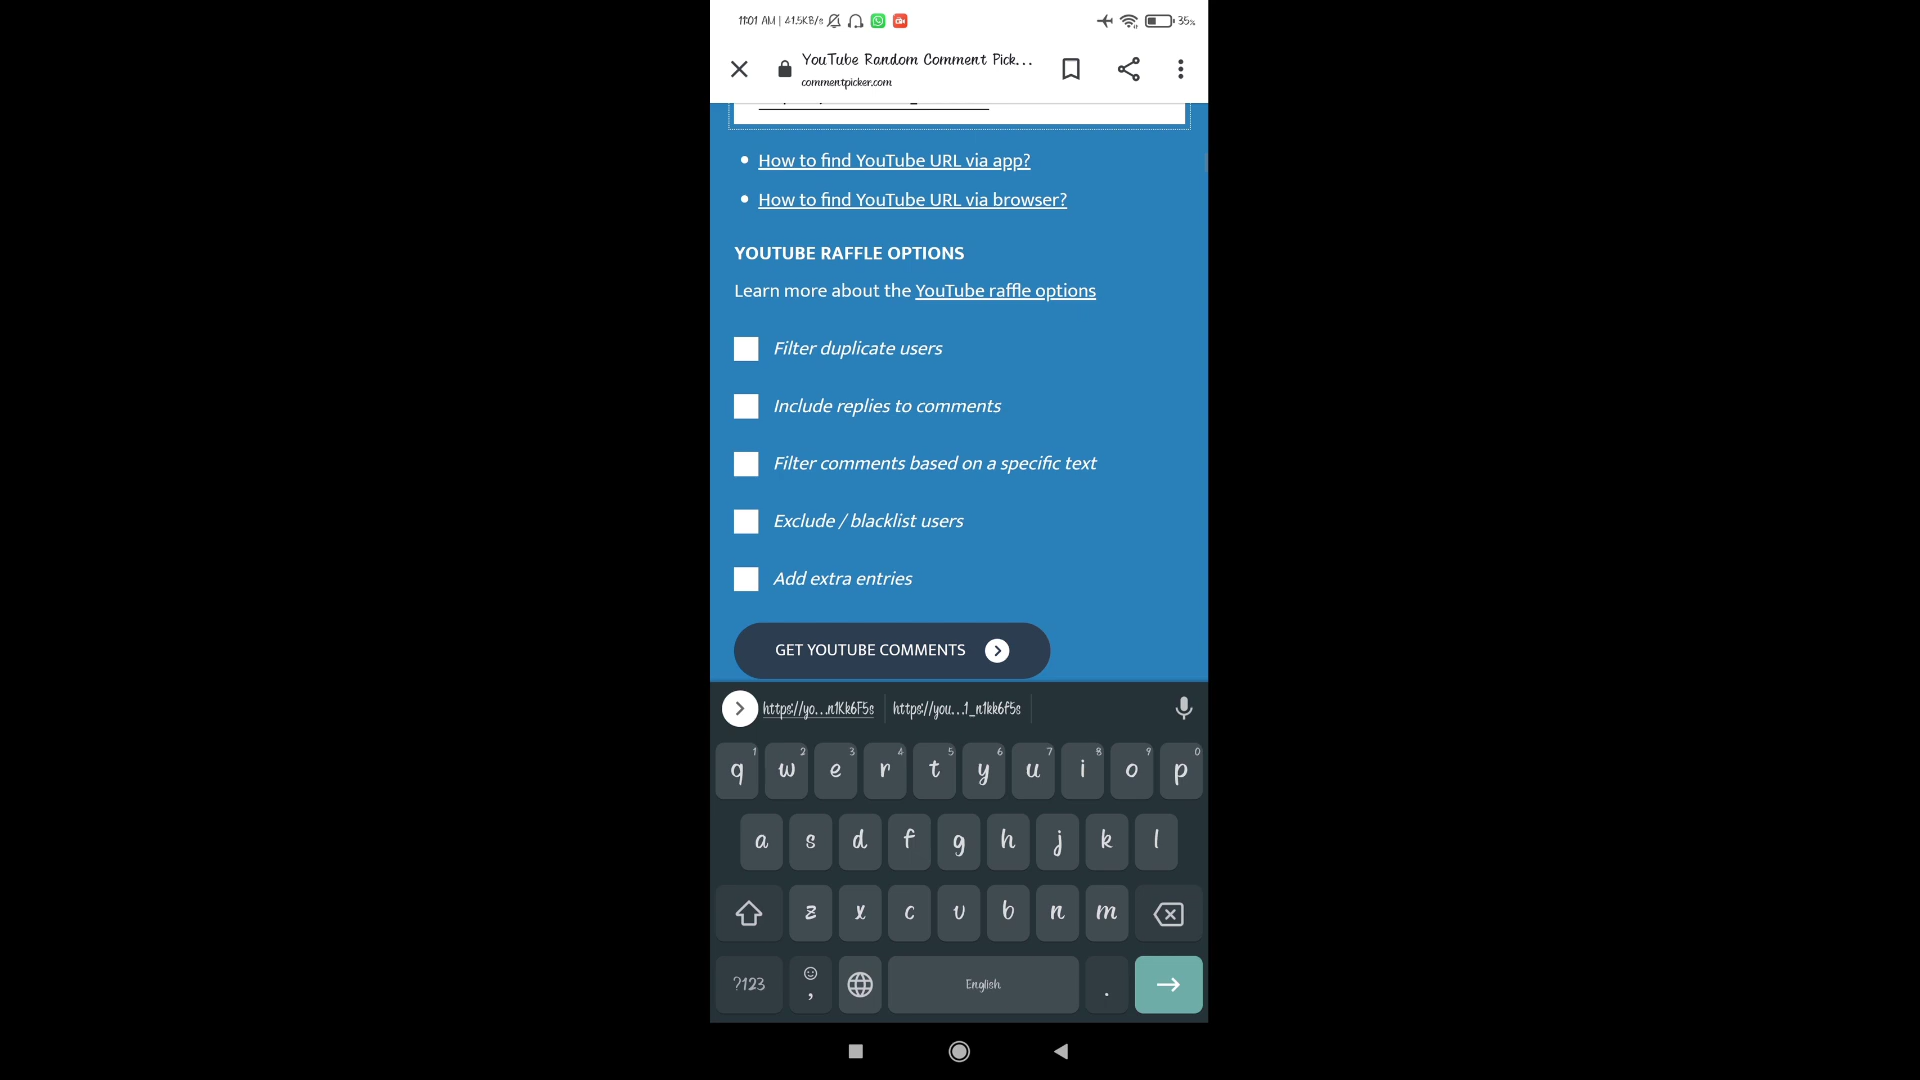 11:01 AM | 41.5KB/s
35%
YouTube Random Comment Pick...
commentpicker.com
How to find YouTube URL via app?
How to find YouTube URL via browser?
YOUTUBE RAFFLE OPTIONS
Learn more about the YouTube raffle options
Filter duplicate users
Include replies to comments
Filter comments based on a specific text
Exclude / blacklist users
Add extra entries
GET YOUTUBE COMMENTS
https://yo...n1Kk6F5s https://you...1_n1kk6f5s
1 2 3 4 5 6 7 8 9 0
q w e r t y u i o p
a s d f g h j k l
z x c v b n m
?123 , English .